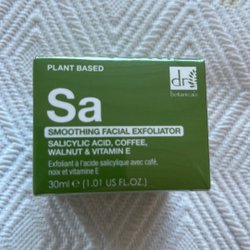 PLANT BASED
dr.
botanicals
Sa
SMOOTHING FACIAL EXFOLIATOR
SALICYLIC ACID, COFFEE,
WALNUT & VITAMIN E
Exfoliant à l'acide salicylique avec café,
noix et vitamine E
30ml e (1.01 US FL.OZ.)